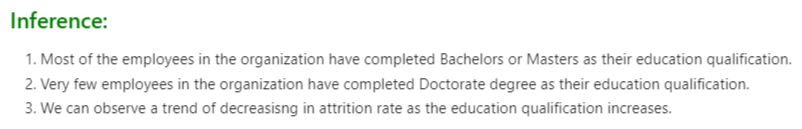 Inference:
1. Most of the employees in the organization have completed Bachelors or Masters as their education qualification.
2. Very few employees in the organization have completed Doctorate degree as their education qualification.
3. We can observe a trend of decreasisng in attrition rate as the education qualification increases.